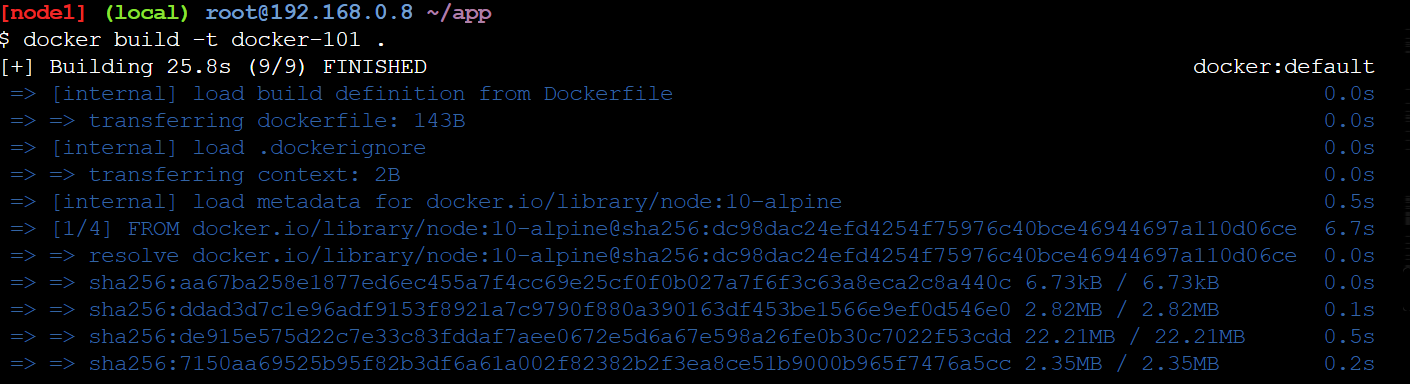 [node1] (local) root@192.168.0.8 ~/app
$ docker build -t docker-101 .
[+] Building 25.8s (9/9) FINISHED docker:default
=> [internal] load build definition from Dockerfile 0.0s
=> => transferring dockerfile: 143B 0.0s
=> [internal] load .dockerignore 0.0s
=> => transferring context: 2B 0.0s
=> [internal] load metadata for docker.io/library/node:10-alpine 0.5s
=> [1/4] FROM docker.io/library/node:10-alpine@sha256:dc98dac24efd4254f75976c40bce46944697a110d06ce 6.7s
=> => resolve docker.io/library/node:10-alpine@sha256:dc98dac24efd4254f75976c40bce46944697a110d06ce 0.0s
=> => sha256:aa67ba258e1877ed6ec455a7f4cc69e25cf0f0b027a7f6f3c63a8eca2c8a440c 6.73kB / 6.73kB 0.0s
=> => sha256:ddad3d7c1e96adf9153f8921a7c9790f880a390163df453be1566e9ef0d546e0 2.82MB / 2.82MB 0.1s
=> => sha256:de915e575d22c7e33c83fddaf7aee0672e5d6a67e598a26fe0b30c7022f53cdd 22.21MB / 22.21MB 0.5s
=> => sha256:7150aa69525b95f82b3df6a61a002f82382b2f3ea8ce51b9000b965f7476a5cc 2.35MB / 2.35MB 0.2s